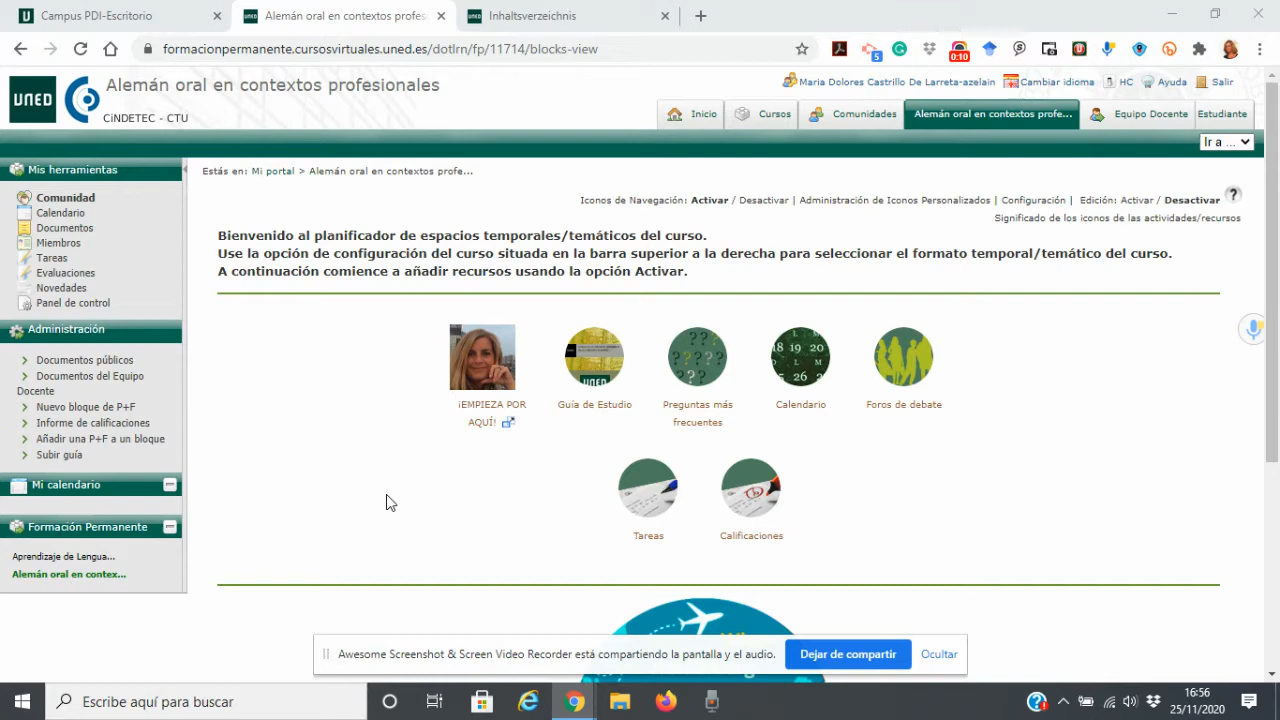 Campus PDI-Escritorio
Alemán oral en contextos profes
Inhaltsverzeichnis
formacionpermanente.cursosvirtuales.uned.es/dotlrn/fp/11714/blocks-view
5
0:10
UNED
Alemán oral en contextos profesionales
CiNDETEC - CTU
Maria Dolores Castrillo De Larreta-azelain
Cambiar idioma
HC
Ayuda
Salir
Inicio
Cursos
Comunidades
Alemán oral en contextos profe...
Equipo Docente
Estudiante
Ir a ...
Mis herramientas
Comunidad
Calendario
Documentos
Miembros
Tareas
Evaluaciones
Novedades
Panel de control
Administración
Documentos públicos
Documentos del Equipo
Docente
Nuevo bloque de P+F
Informe de calificaciones
Añadir una P+F a un bloque
Subir guía
Mi calendario
Formación Permanente
Aprendizaje de Lengua...
Alemán oral en contex...
Estás en: Mi portal > Alemán oral en contextos profe...
Iconos de Navegación: Activar / Desactivar | Administración de Iconos Personalizados | Configuración | Edición: Activar / Desactivar
Significado de los iconos de las actividades/recursos
Bienvenido al planificador de espacios temporales/temáticos del curso.
Use la opción de configuración del curso situada en la barra superior a la derecha para seleccionar el formato temporal/temático del curso.
A continuación comience a añadir recursos usando la opción Activar.
UNED
L M
18 19 20
L M
25 26
¡EMPIEZA POR
AQUÍ!
Guía de Estudio
Preguntas más
frecuentes
Calendario
Foros de debate
Tareas
Calificaciones
Awesome Screenshot & Screen Video Recorder está compartiendo la pantalla y el audio.
Dejar de compartir
Ocultar
Escribe aquí para buscar
16:56
25/11/2020